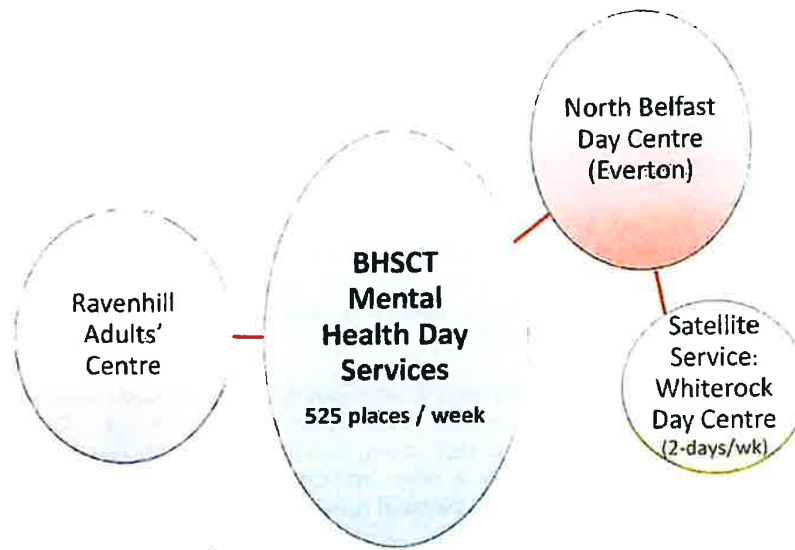 North Belfast
Day Centre
(Everton)
BHSCT
Mental
Health Day
Services
525 places / week
Ravenhill
Adults'
Centre
Satellite
Service:
Whiterock
Day Centre
(2-days/wk)